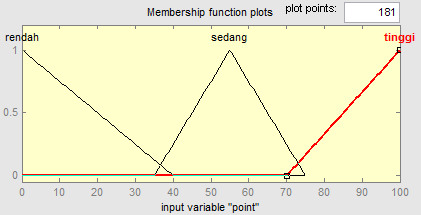 Membership function plots
plot points:
181
rendah
sedang
tinggi
1
0.5
0
0 10 20 30 40 50 60 70 80 90 100
input variable "point"